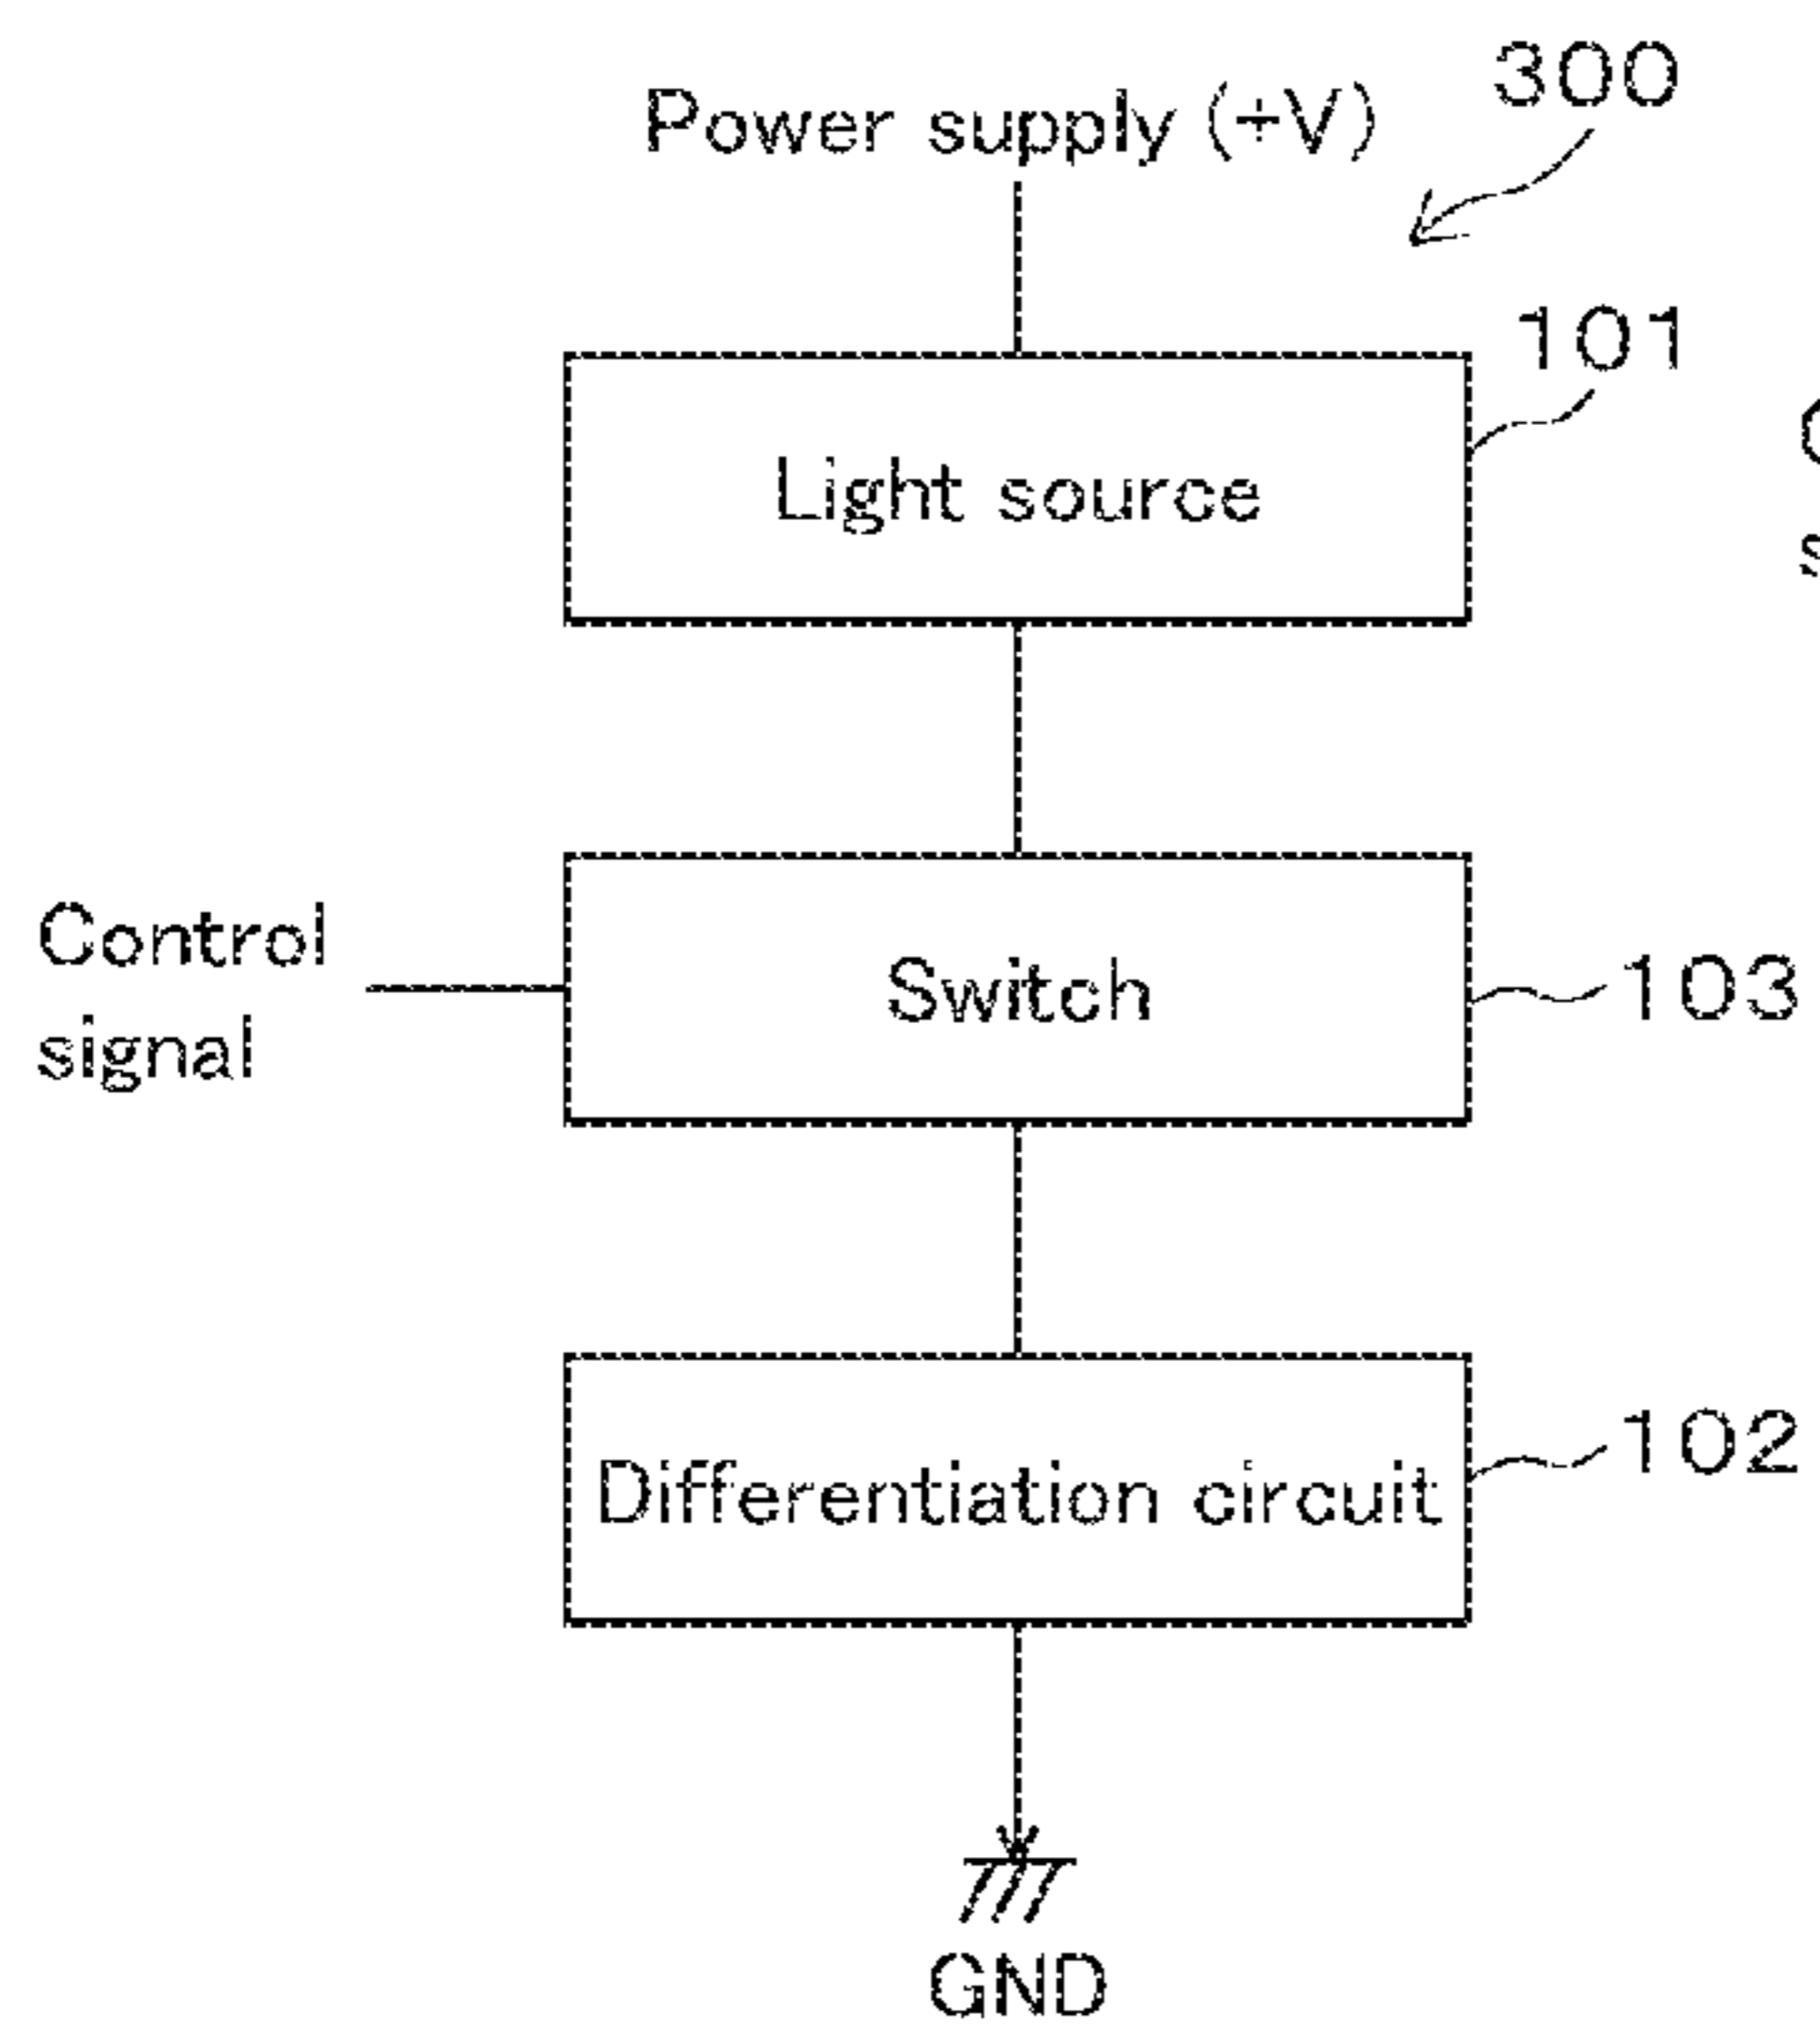 300
Power supply (+V)
101
Light source
Control
signal
Switch
103
Differentiation circuit
102
GND